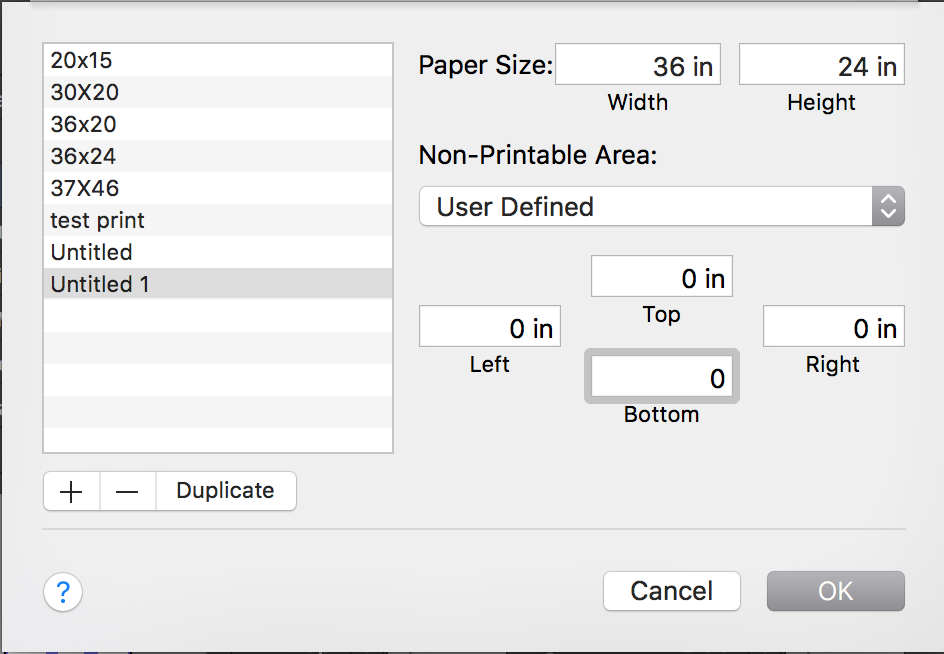 20x15
30X20
36x20
36x24
37X46
test print
Untitled
Untitled 1
+ − Duplicate
Paper Size: 36 in 24 in
Width Height
Non-Printable Area:
User Defined
0 in
Top
0 in 0 in
Left Right
0
Bottom
? Cancel OK